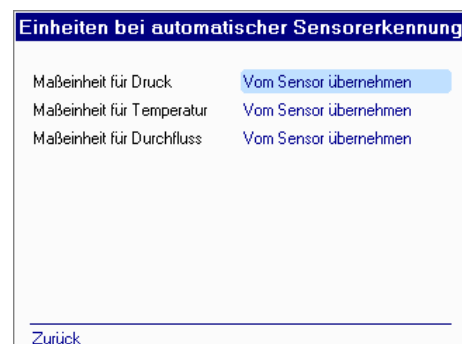 Einheiten bei automatischer Sensorerkennung
Maßeinheit für Druck Vom Sensor übernehmen
Maßeinheit für Temperatur Vom Sensor übernehmen
Maßeinheit für Durchfluss Vom Sensor übernehmen
Zurück